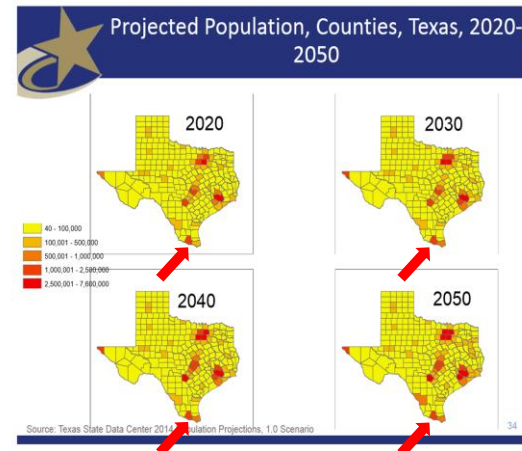 Projected Population, Counties, Texas, 2020-
2050
2020
2030
40 - 100,000
100,001 - 500,000
500,001 - 1,000,000
1,000,001 - 2,500,000
2,500,001 - 7,600,000
2040
2050
Source: Texas State Data Center 2014 Population Projections, 1.0 Scenario
34